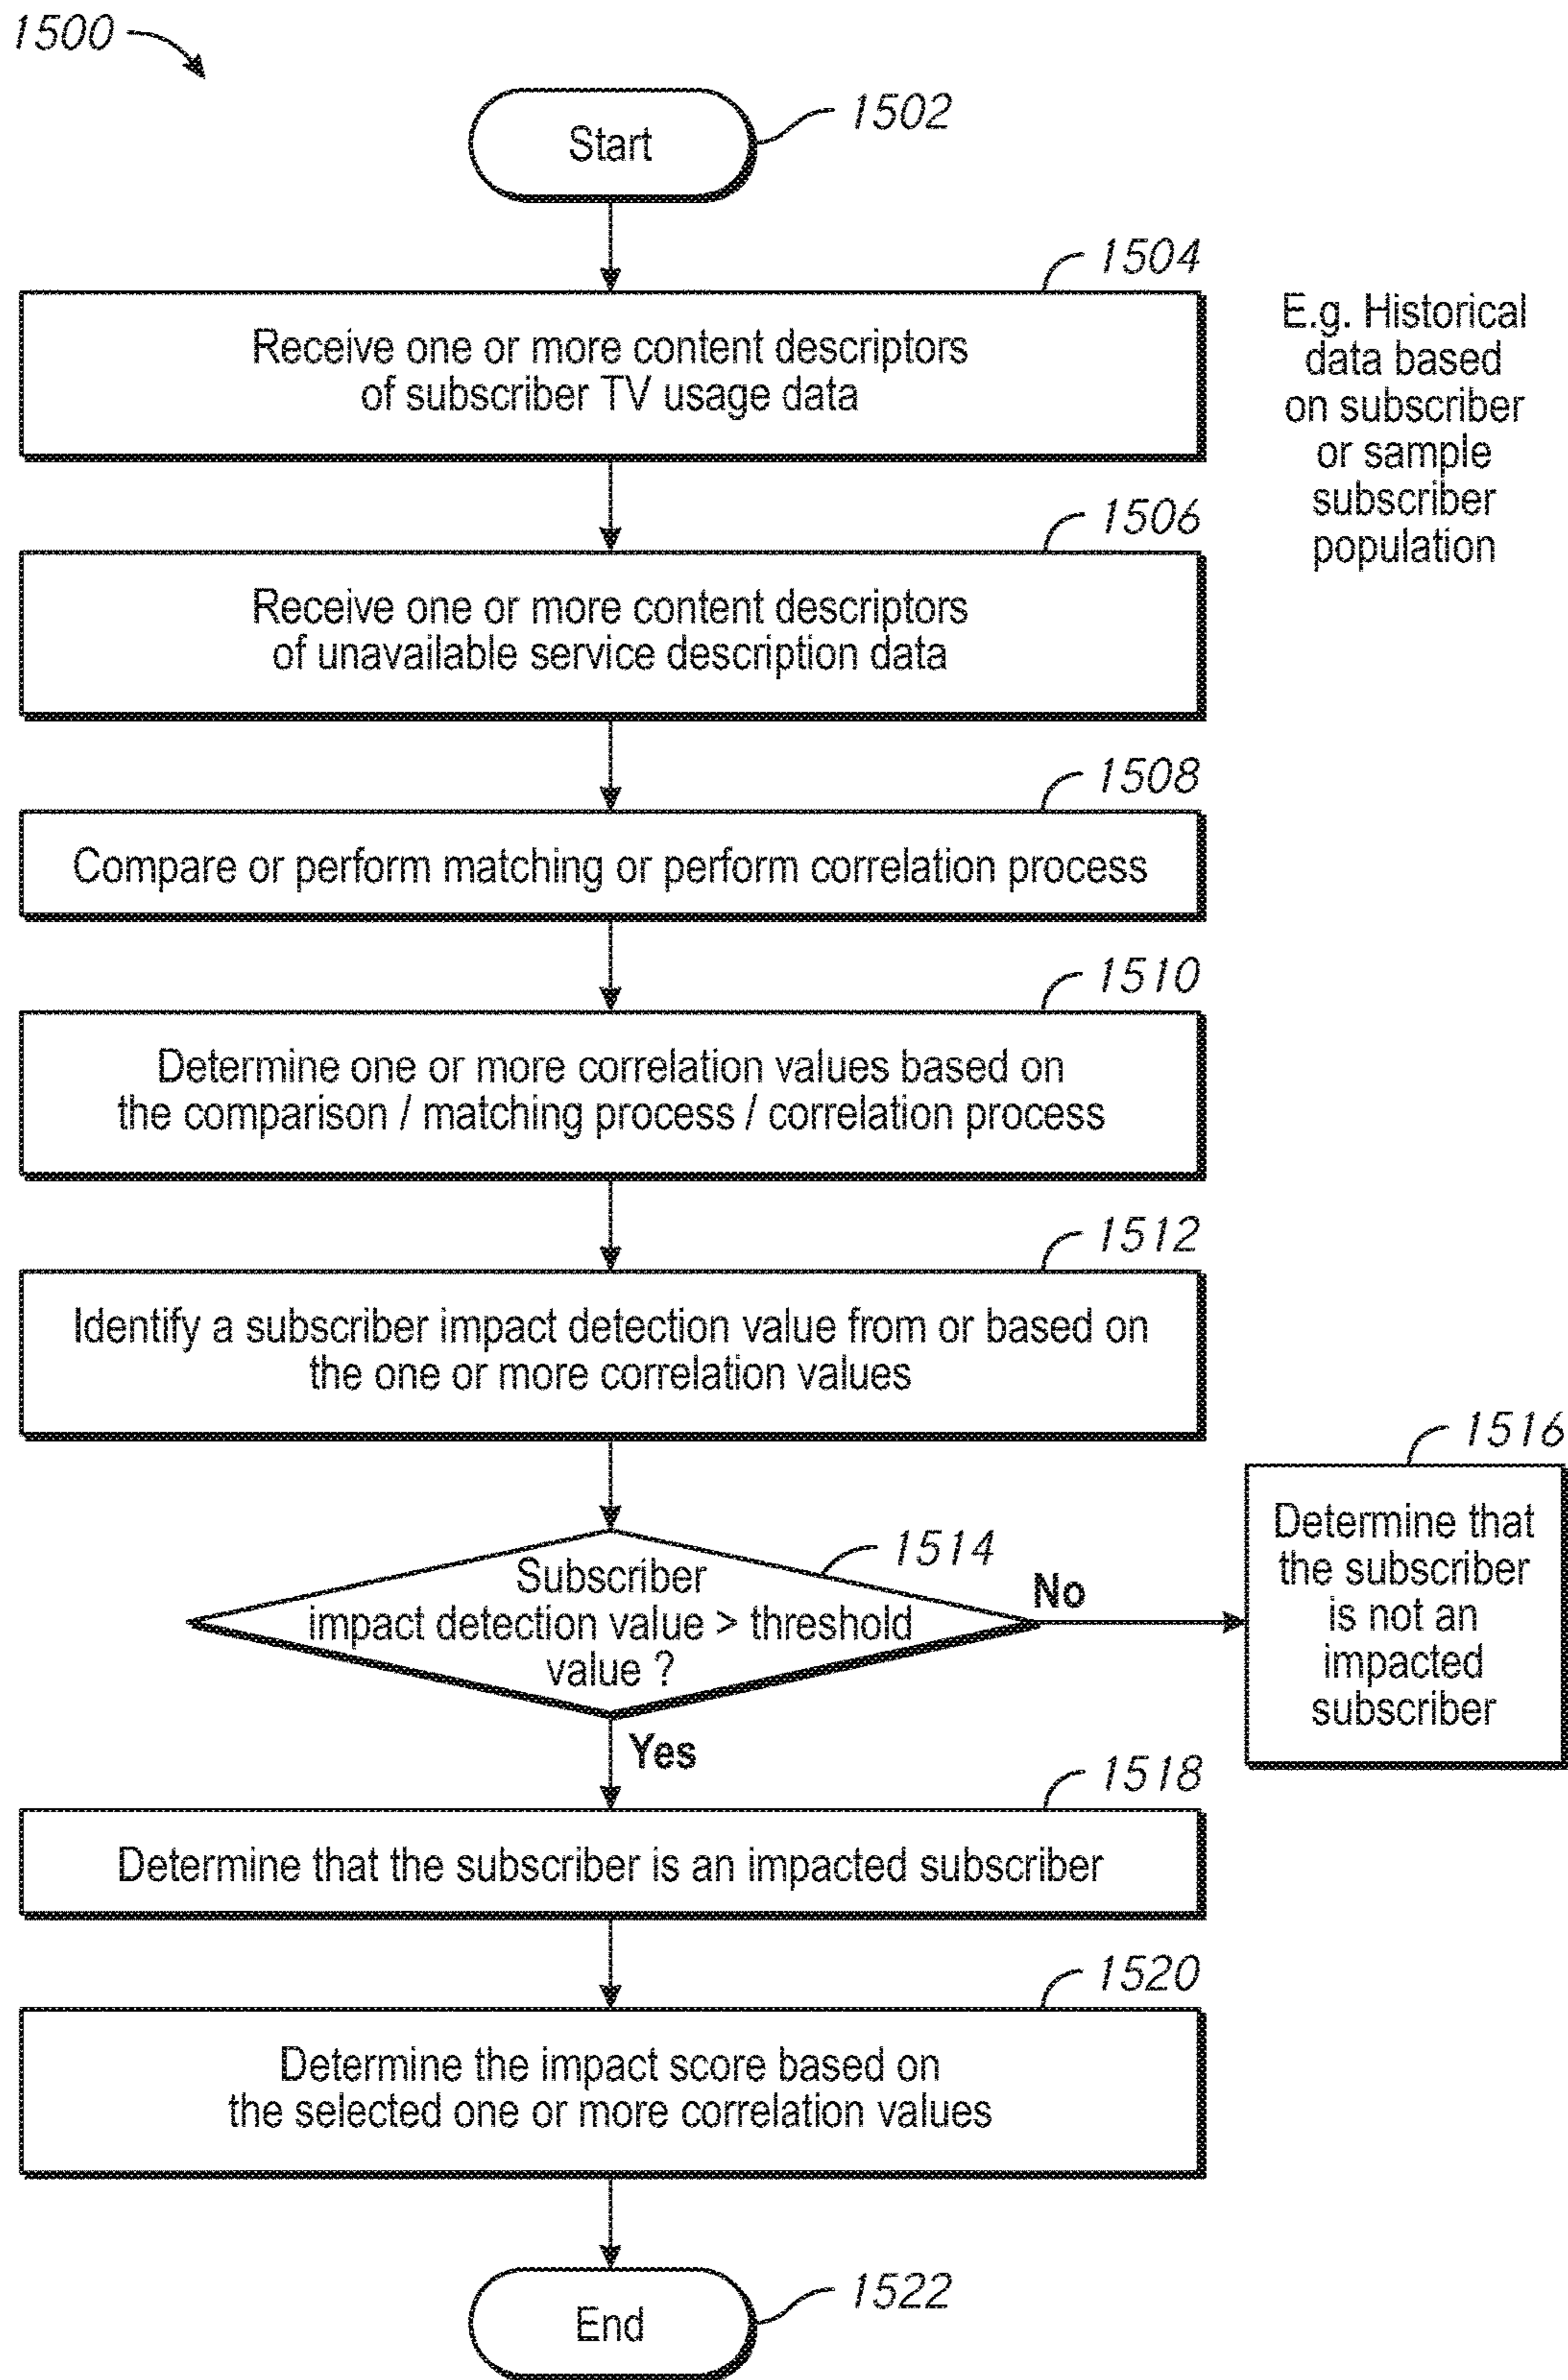 1500
Start
1502
1504
Receive one or more content descriptors
of subscriber TV usage data
E.g. Historical
data based
on subscriber
or sample
subscriber
population
1506
Receive one or more content descriptors
of unavailable service description data
1508
Compare or perform matching or perform correlation process
1510
Determine one or more correlation values based on
the comparison / matching process / correlation process
1512
Identify a subscriber impact detection value from or based on
the one or more correlation values
1514
Subscriber
impact detection value > threshold
value ?
No
1516
Determine that
the subscriber
is not an
impacted
subscriber
Yes
1518
Determine that the subscriber is an impacted subscriber
1520
Determine the impact score based on
the selected one or more correlation values
End
1522